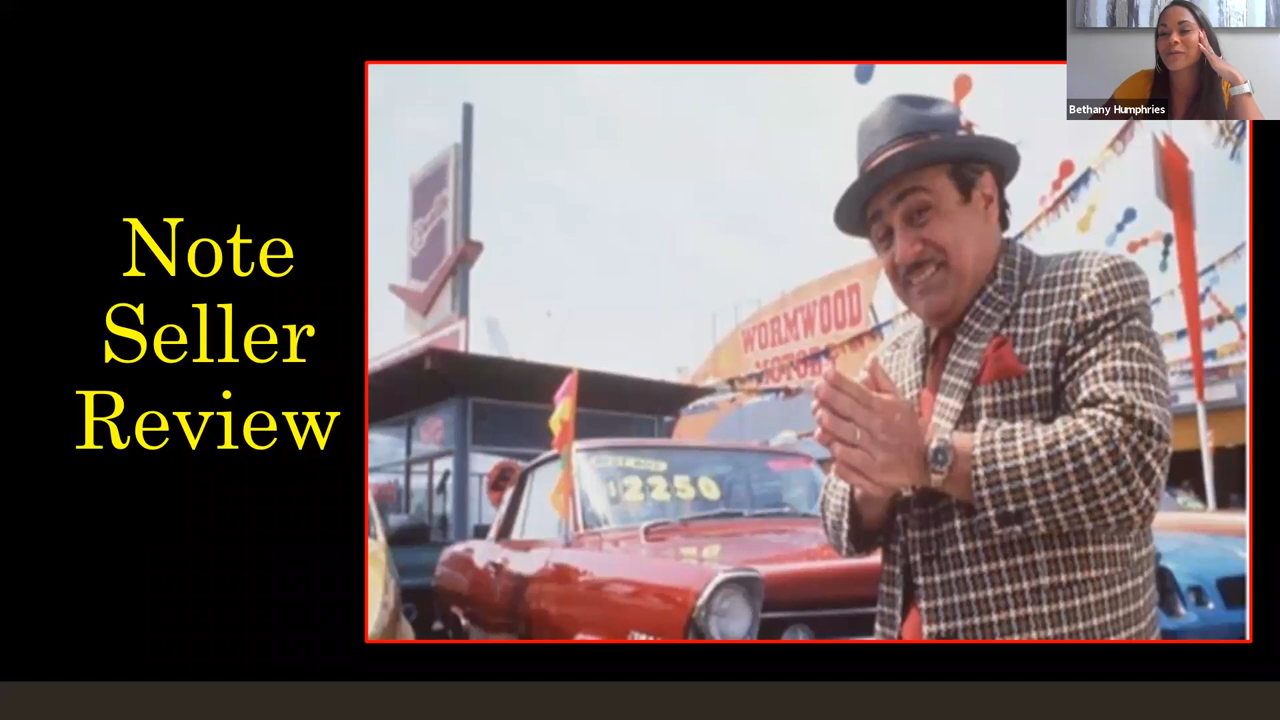 Note
Seller
Review
WORMWOOD
MOTORS
$2250
Bethany Humphries